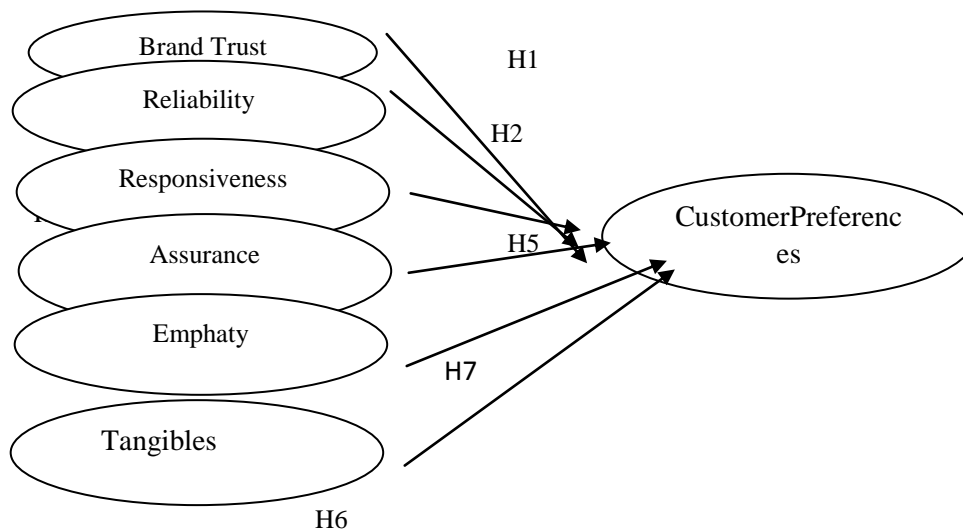 Brand Trust
H1
Reliability
H2
Responsiveness
CustomerPreferenc
es
H5
Assurance
Emphaty
H7
Tangibles
H6